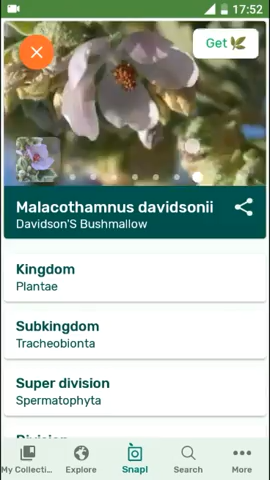 17:52
Get
Malacothamnus davidsonii
Davidson'S Bushmallow
Kingdom
Plantae
Subkingdom
Tracheobionta
Super division
Spermatophyta
Division
My Collecti... Explore Snap! Search More